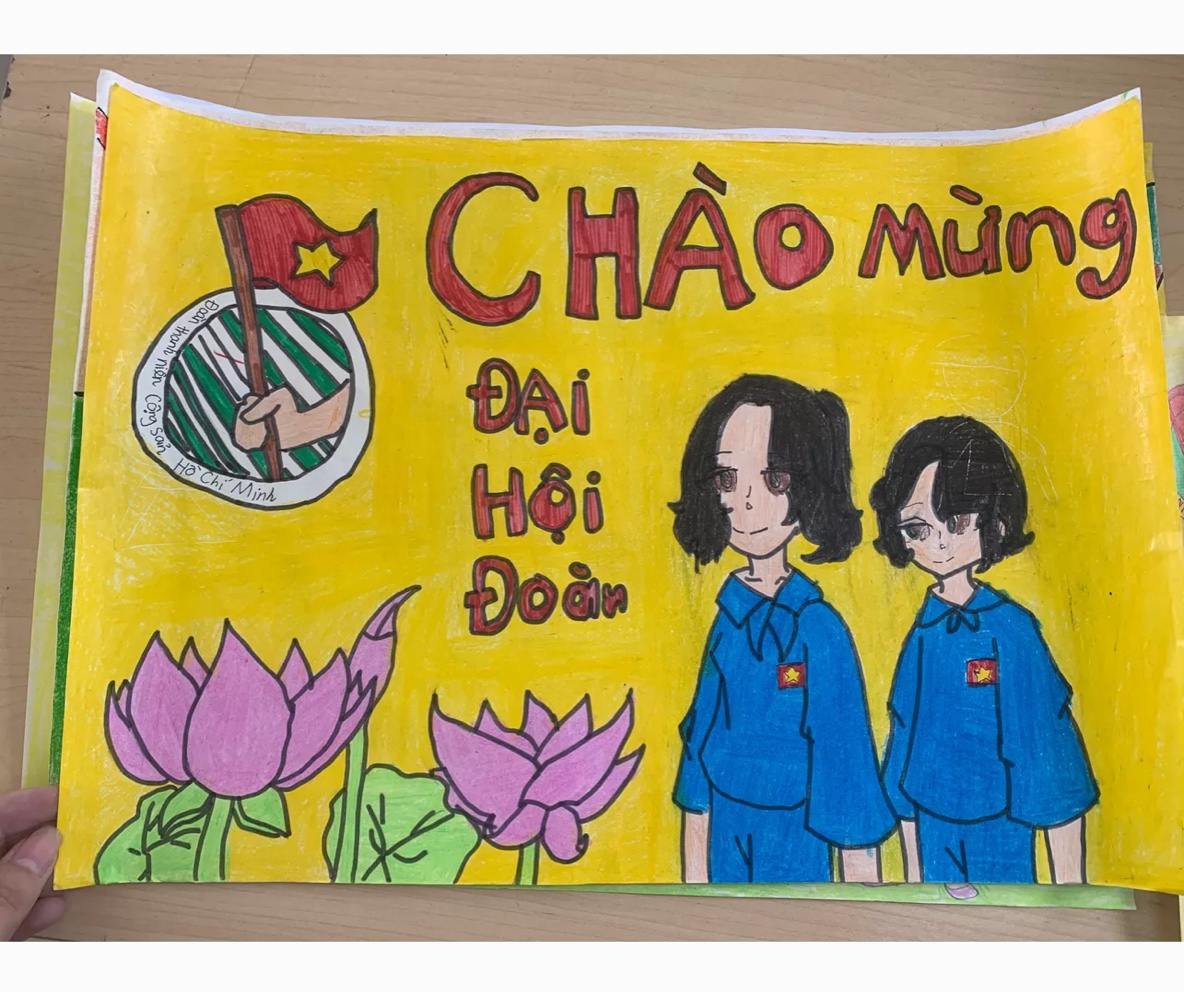 CHÀO mừng
ĐẠi
Hội
Đoàn
Đoàn thanh niên Cộng Sản Hồ Chí Minh